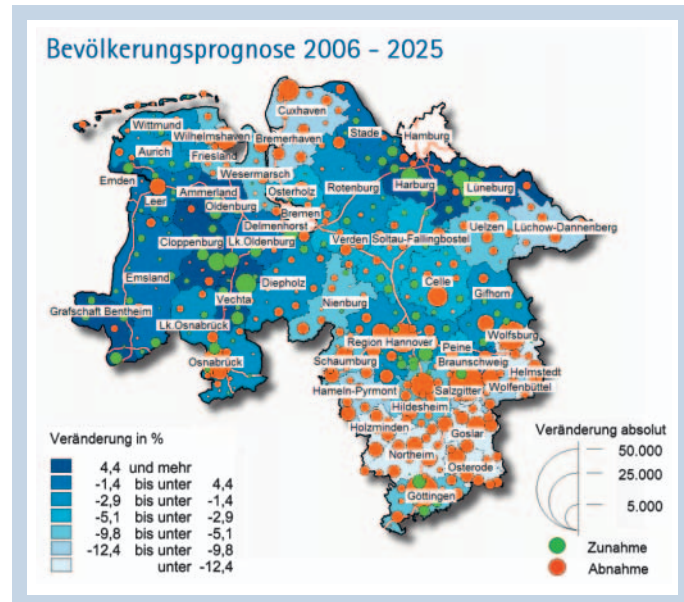 Bevölkerungsprognose 2006 - 2025
Cuxhaven
Wittmund
Wilhelmshaven
Bremerhaven
Stade
Hamburg
Aurich
Friesland
Emden
Wesermarsch
Osterholz
Rotenburg
Harburg
Lüneburg
Leer
Ammerland
Oldenburg
Bremen
Delmenhorst
Uelzen
Lüchow-Dannenberg
Cloppenburg
Lk.Oldenburg
Verden
Soltau-Fallingbostel
Emsland
Diepholz
Celle
Gifhorn
Vechta
Nienburg
Grafschaft Bentheim
Lk.Osnabrück
Wolfsburg
Region Hannover
Peine
Osnabrück
Schaumburg
Braunschweig
Helmstedt
Hameln-Pyrmont
Salzgitter
Wolfenbüttel
Hildesheim
Holzminden
Goslar
Northeim
Osterode
Göttingen
Veränderung in %
4,4 und mehr
-1,4 bis unter 4,4
-2,9 bis unter -1,4
-5,1 bis unter -2,9
-9,8 bis unter -5,1
-12,4 bis unter -9,8
unter -12,4
Veränderung absolut
50.000
25.000
5.000
Zunahme
Abnahme